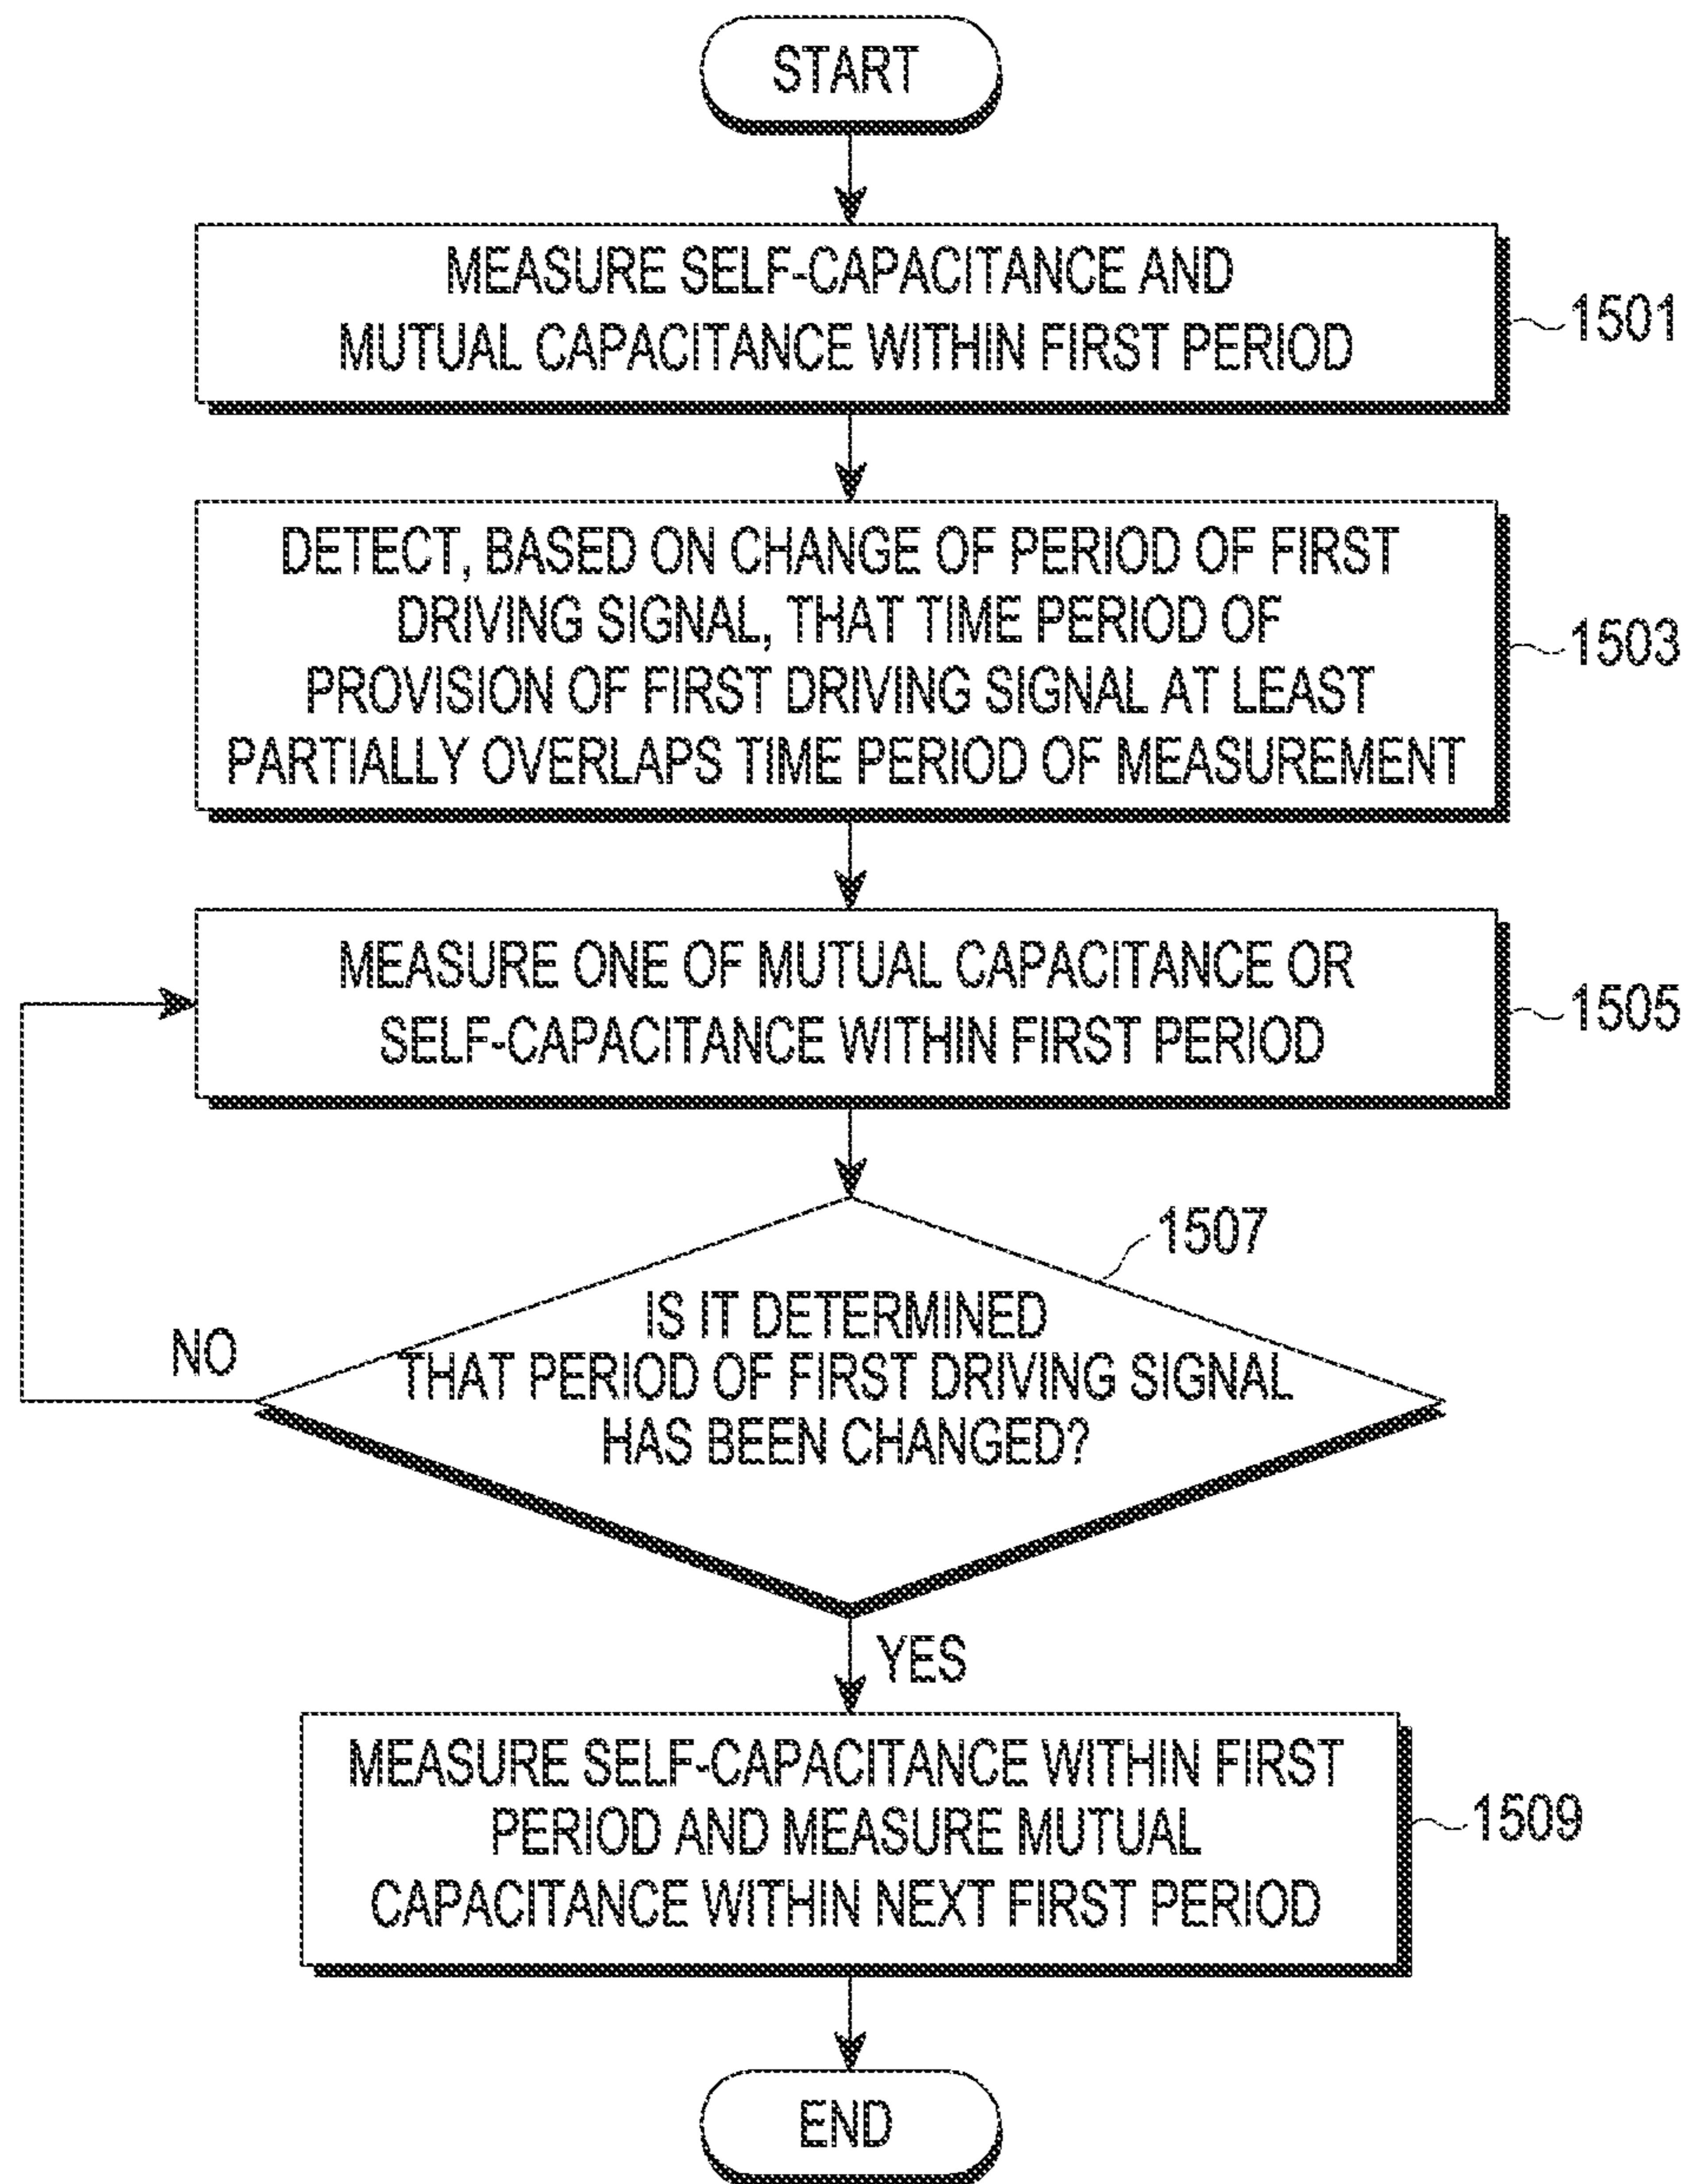 START
MEASURE SELF-CAPACITANCE AND
MUTUAL CAPACITANCE WITHIN FIRST PERIOD
1501
DETECT, BASED ON CHANGE OF PERIOD OF FIRST
DRIVING SIGNAL, THAT TIME PERIOD OF
PROVISION OF FIRST DRIVING SIGNAL AT LEAST
PARTIALLY OVERLAPS TIME PERIOD OF MEASUREMENT
1503
MEASURE ONE OF MUTUAL CAPACITANCE OR
SELF-CAPACITANCE WITHIN FIRST PERIOD
1505
1507
IS IT DETERMINED
THAT PERIOD OF FIRST DRIVING SIGNAL
HAS BEEN CHANGED?
NO
YES
MEASURE SELF-CAPACITANCE WITHIN FIRST
PERIOD AND MEASURE MUTUAL
CAPACITANCE WITHIN NEXT FIRST PERIOD
1509
END